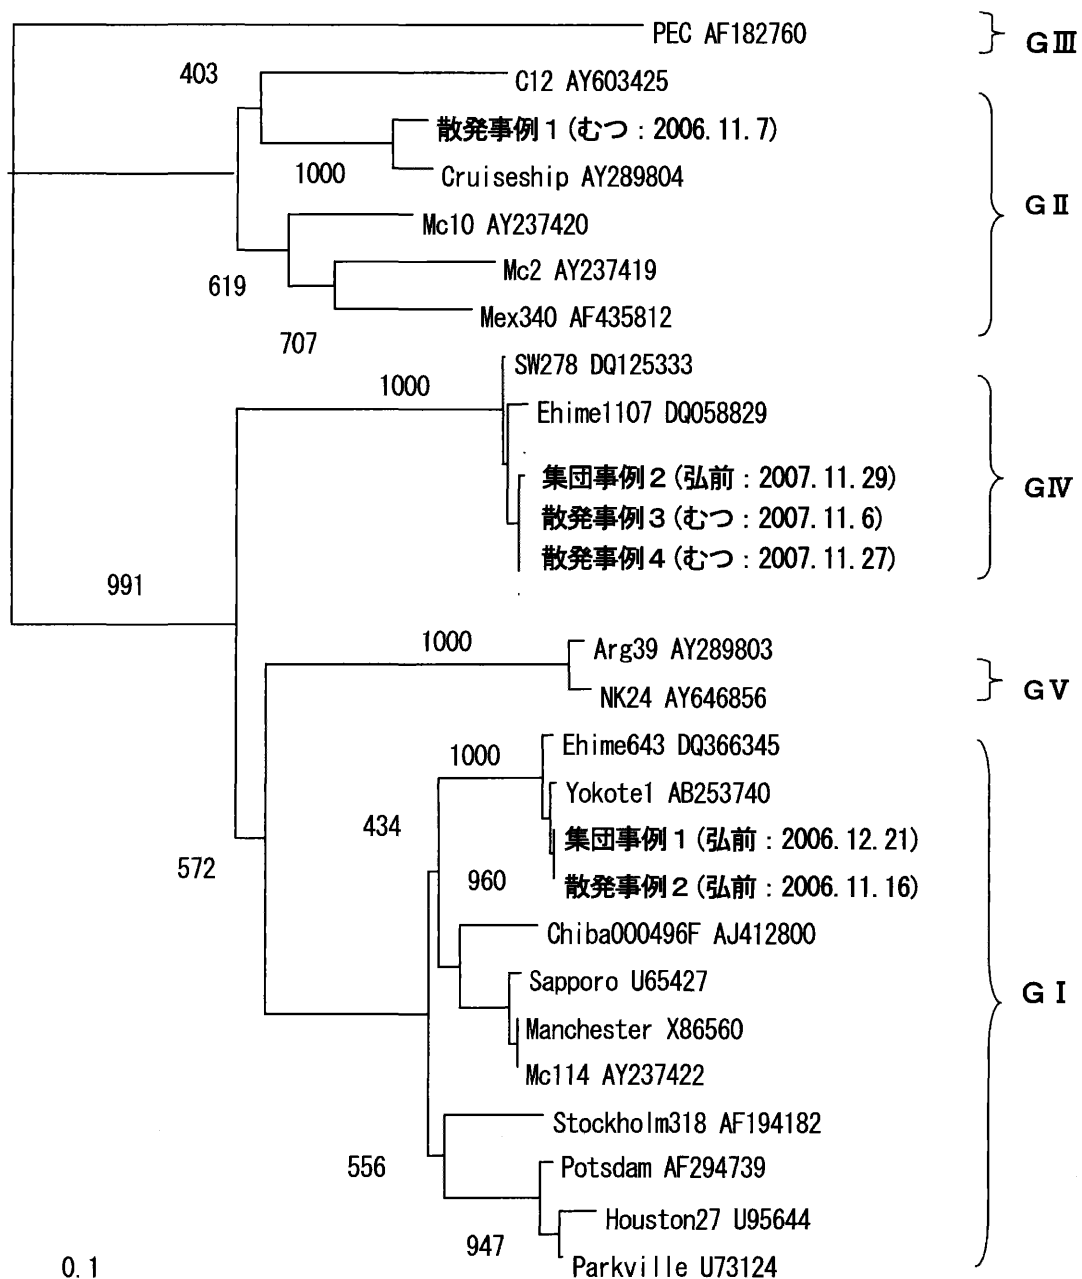 PEC AF182760
GⅢ
403
C12 AY603425
散発事例１(むつ：2006.11.7)
1000
Cruiseship AY289804
GⅡ
Mc10 AY237420
Mc2 AY237419
619
Mex340 AF435812
707
SW278 DQ125333
1000
Ehime1107 DQ058829
集団事例２(弘前：2007.11.29)
GⅣ
散発事例３(むつ：2007.11.6)
散発事例４(むつ：2007.11.27)
991
1000
Arg39 AY289803
GⅤ
NK24 AY646856
Ehime643 DQ366345
1000
Yokote1 AB253740
434
集団事例１(弘前：2006.12.21)
572
960
散発事例２(弘前：2006.11.16)
Chiba000496F AJ412800
Sapporo U65427
GⅠ
Manchester X86560
Mc114 AY237422
Stockholm318 AF194182
556
Potsdam AF294739
Houston27 U95644
947
Parkville U73124
0.1